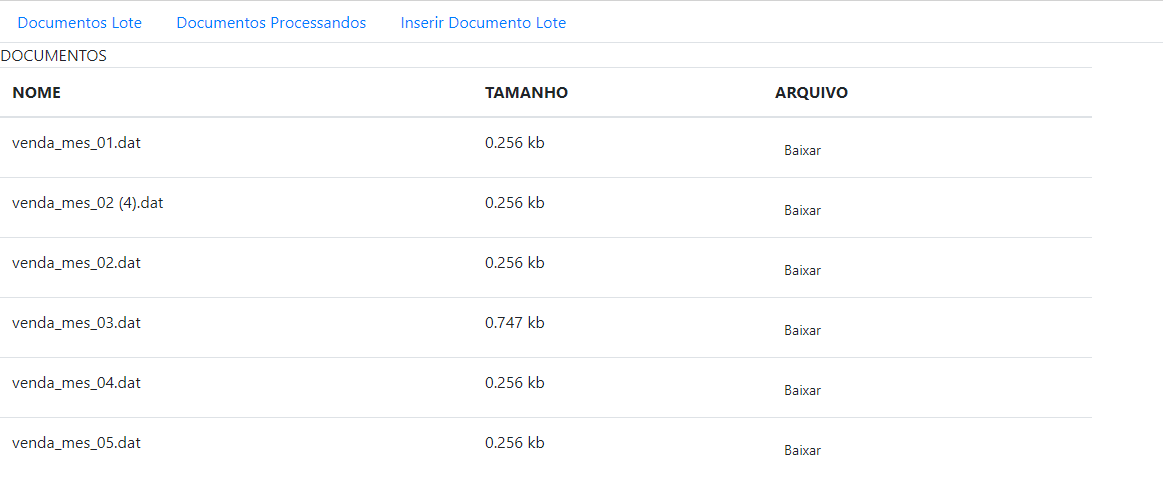 Documentos Lote Documentos Processandos Inserir Documento Lote
DOCUMENTOS
NOME TAMANHO ARQUIVO
venda_mes_01.dat 0.256 kb Baixar
venda_mes_02 (4).dat 0.256 kb Baixar
venda_mes_02.dat 0.256 kb Baixar
venda_mes_03.dat 0.747 kb Baixar
venda_mes_04.dat 0.256 kb Baixar
venda_mes_05.dat 0.256 kb Baixar